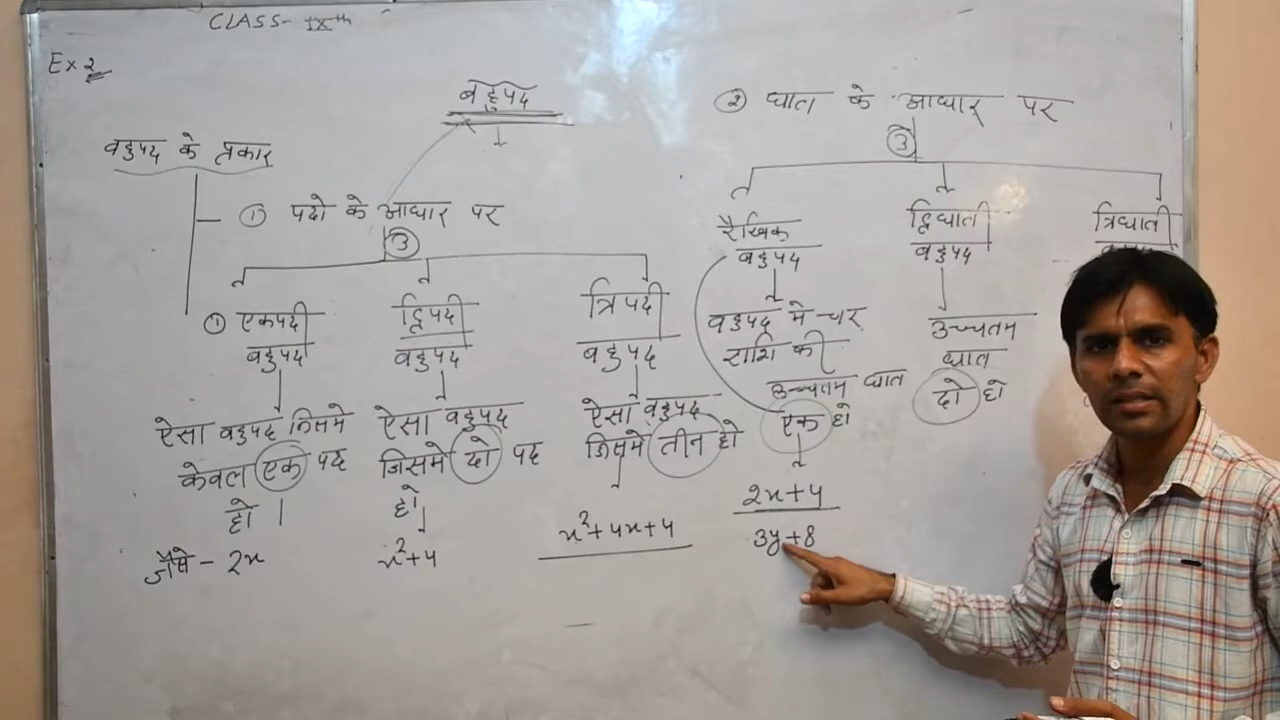 CLASS- IXth
Ex 2
बहुपद
बहुपद के प्रकार
① पदो के आधार पर
③
① एकपदी
बहुपद
ऐसा बहुपद जिसमे
केवल एक पद
हो
जैसे - 2x
द्विपदी
बहुपद
ऐसा बहुपद
जिसमे दो पद
हो
x²+4
त्रिपदी
बहुपद
ऐसा बहुपद
जिसमे तीन हो
x²+4x+4
② घात के आधार पर
③
रैखिक
बहुपद
बहुपद मे चर
राशि की
उच्चतम घात
एक हो
2x+4
3y+8
द्विघाती
बहुपद
उच्चतम
घात
दो हो
त्रिघाती